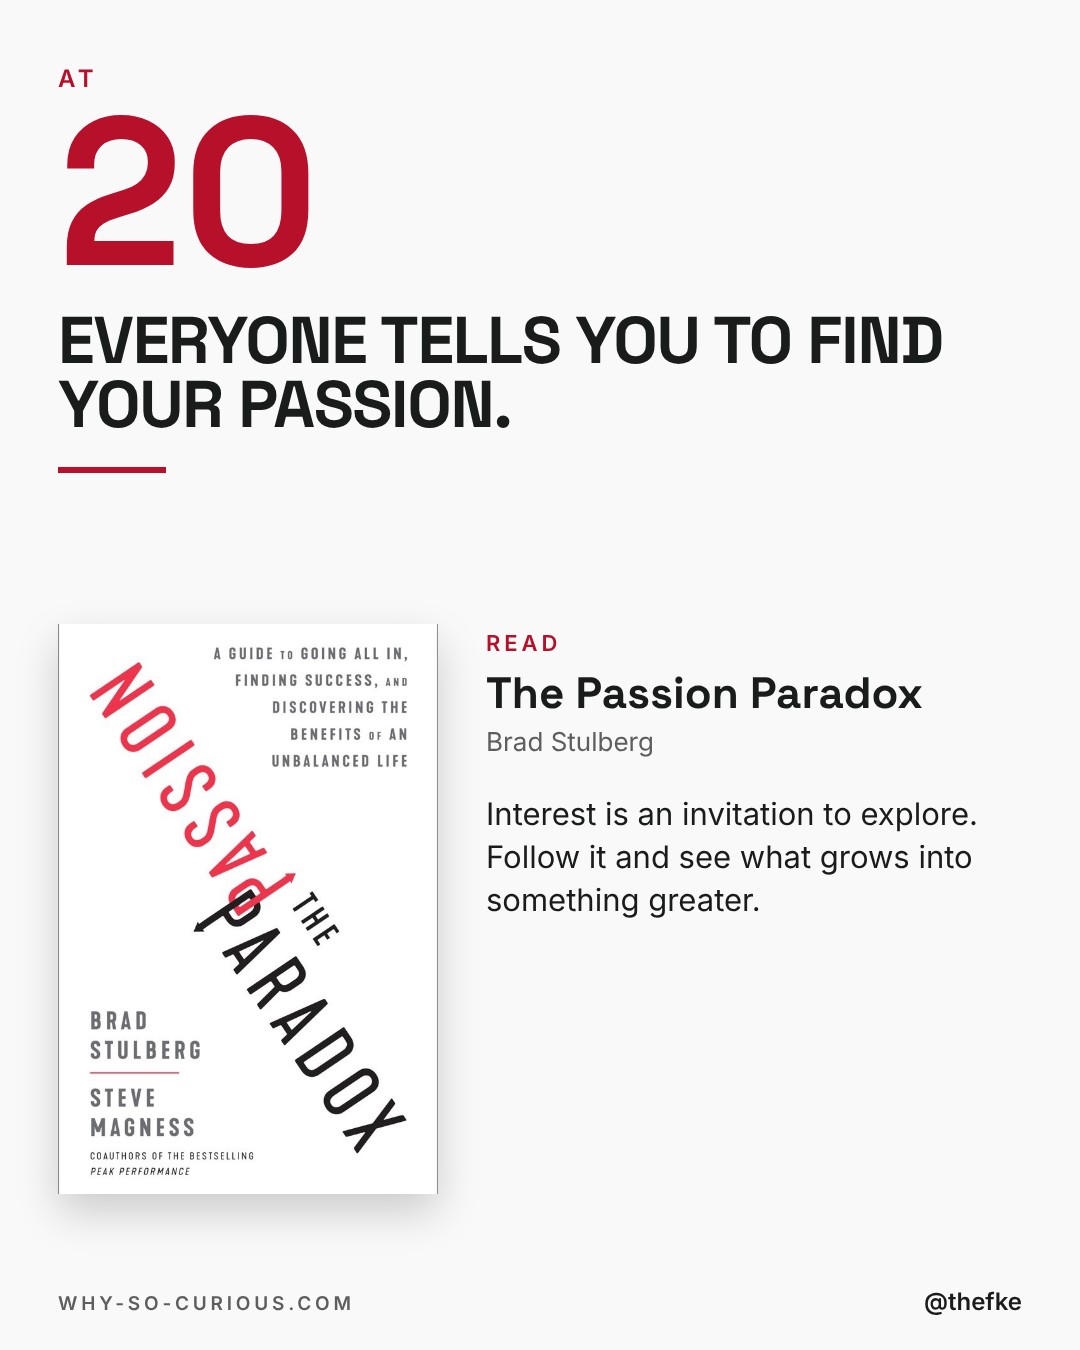 AT
20
EVERYONE TELLS YOU TO FIND
YOUR PASSION.
A GUIDE TO GOING ALL IN,
FINDING SUCCESS, AND
DISCOVERING THE
BENEFITS OF AN
UNBALANCED LIFE
THE
PASSION
PARADOX
BRAD
STULBERG
STEVE
MAGNESS
COAUTHORS OF THE BESTSELLING
PEAK PERFORMANCE
READ
The Passion Paradox
Brad Stulberg
Interest is an invitation to explore.
Follow it and see what grows into
something greater.
WHY-SO-CURIOUS.COM
@thefke